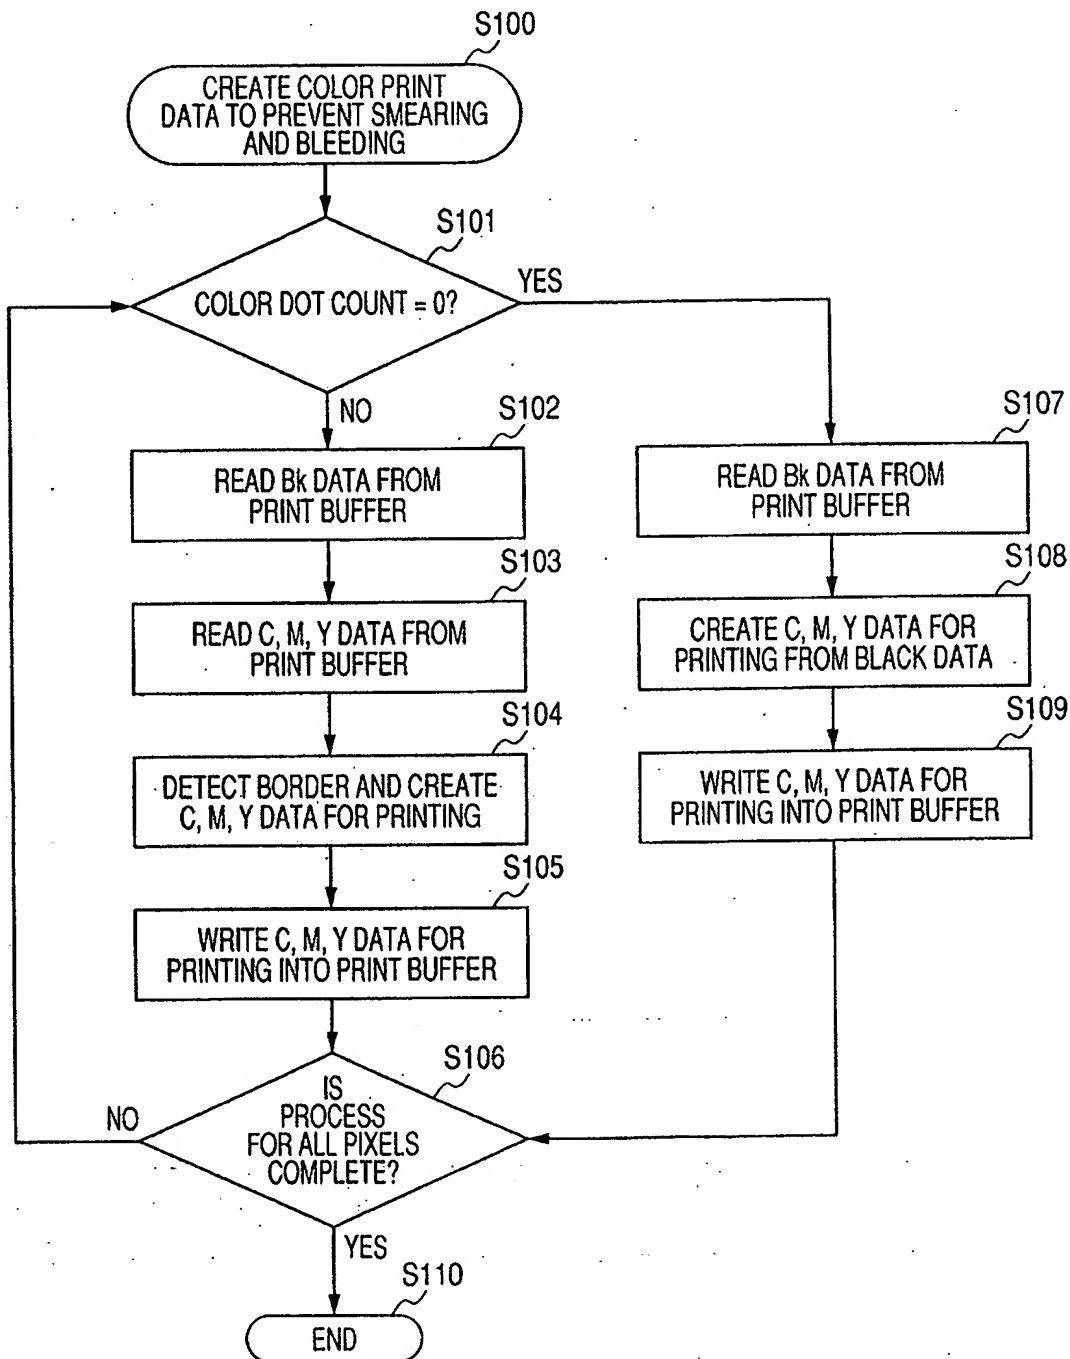 S100
CREATE COLOR PRINT
DATA TO PREVENT SMEARING
AND BLEEDING
S101
COLOR DOT COUNT = 0?
YES
NO
S102
READ Bk DATA FROM
PRINT BUFFER
S103
READ C, M, Y DATA FROM
PRINT BUFFER
S104
DETECT BORDER AND CREATE
C, M, Y DATA FOR PRINTING
S105
WRITE C, M, Y DATA FOR
PRINTING INTO PRINT BUFFER
S107
READ Bk DATA FROM
PRINT BUFFER
S108
CREATE C, M, Y DATA FOR
PRINTING FROM BLACK DATA
S109
WRITE C, M, Y DATA FOR
PRINTING INTO PRINT BUFFER
S106
IS
PROCESS
FOR ALL PIXELS
COMPLETE?
NO
YES
S110
END